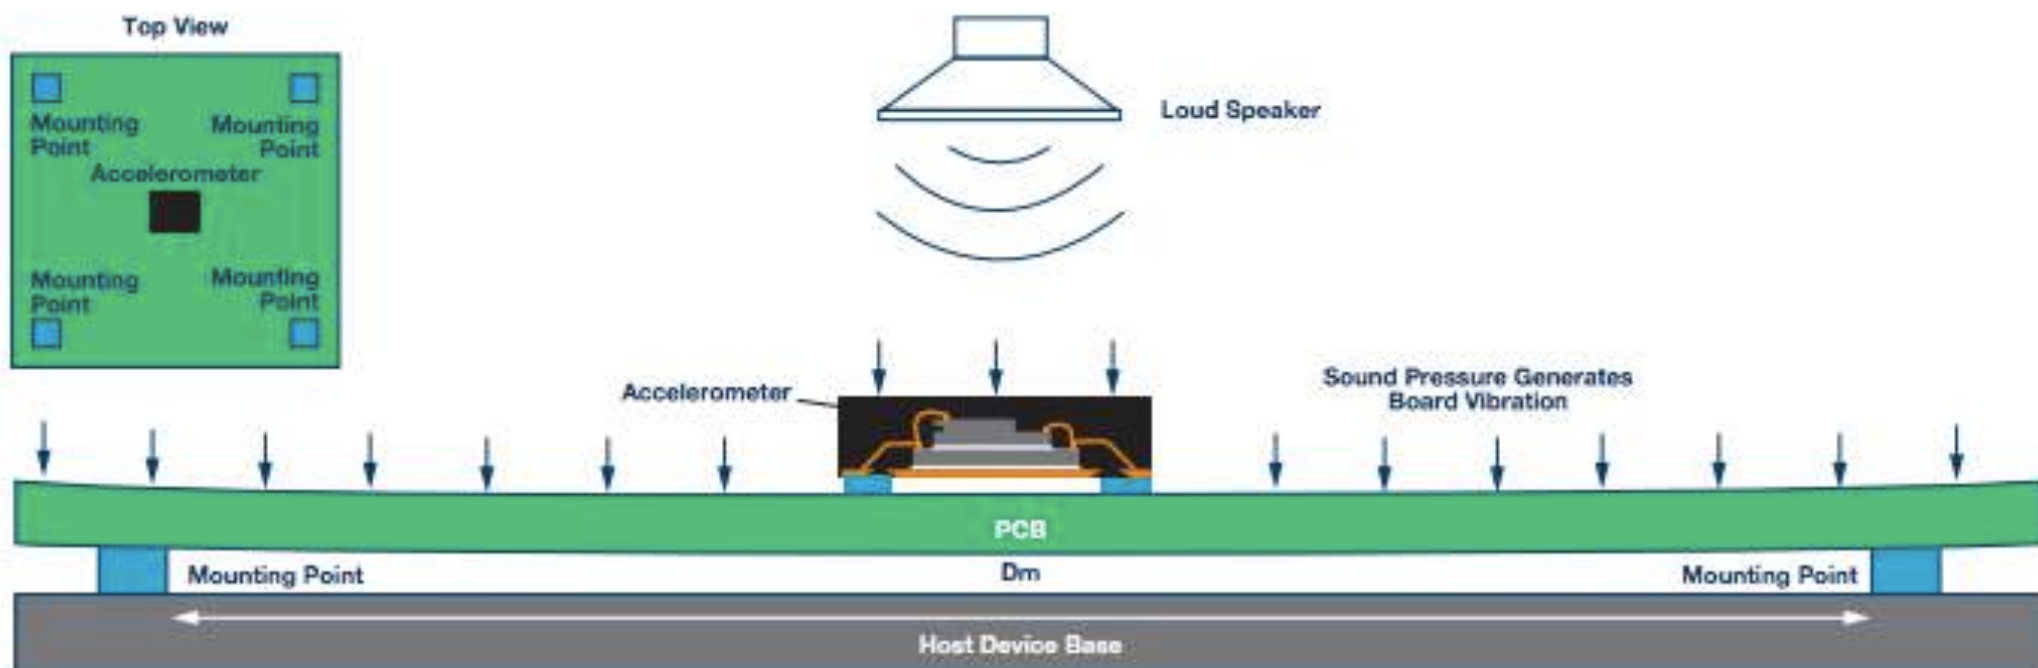 Top View
Mounting
Point
Mounting
Point
Accelerometer
Mounting
Point
Mounting
Point
Loud Speaker
Accelerometer
Sound Pressure Generates
Board Vibration
PCB
Mounting Point
Dm
Mounting Point
Host Device Base